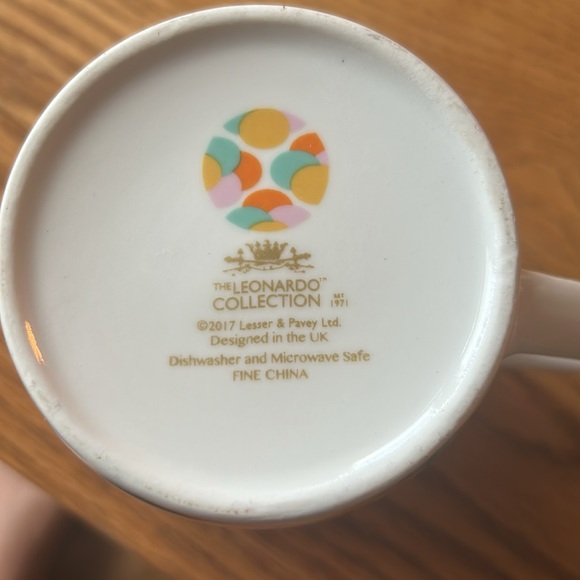 THE LEONARDO™
COLLECTION EST. 1971
©2017 Lesser & Pavey Ltd.
Designed in the UK
Dishwasher and Microwave Safe
FINE CHINA